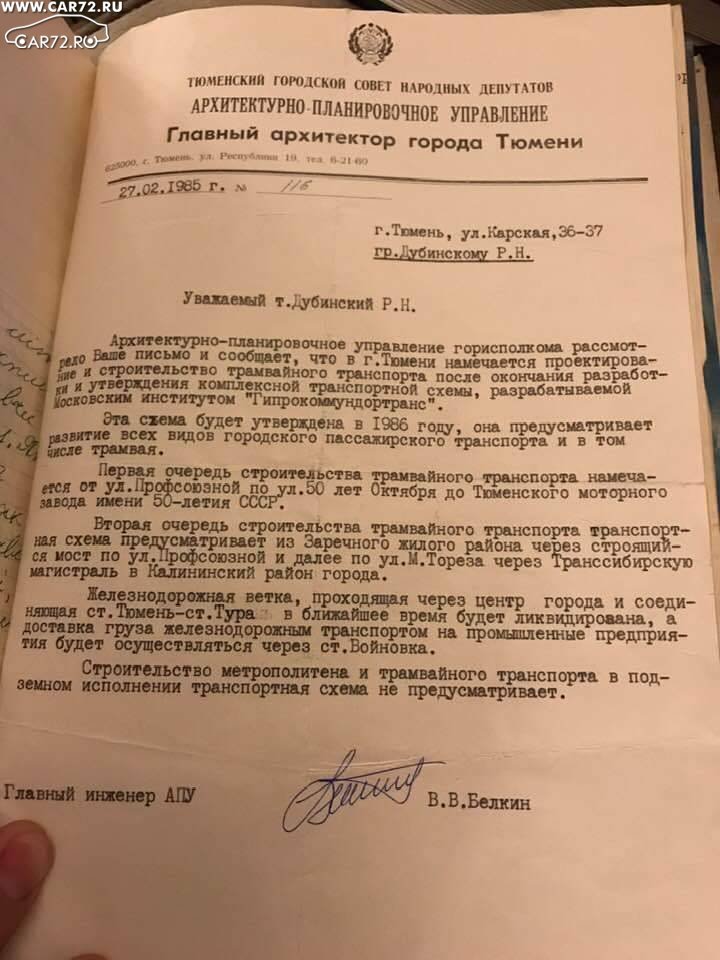 WWW.CAR72.RU
CAR72.RU
ТЮМЕНСКИЙ ГОРОДСКОЙ СОВЕТ НАРОДНЫХ ДЕПУТАТОВ
АРХИТЕКТУРНО-ПЛАНИРОВОЧНОЕ УПРАВЛЕНИЕ
Главный архитектор города Тюмени
625000, г. Тюмень, ул. Республики 19, тел. 6-21-60
27.02.1985 г. № 116
г.Тюмень, ул.Карская,36-37
гр.Дубинскому Р.Н.
Уважаемый т.Дубинский Р.Н.
Архитектурно-планировочное управление горисполкома рассмот-
рело Ваше письмо и сообщает, что в г.Тюмени намечается проектирова-
ние и строительство трамвайного транспорта после окончания разработ-
ки и утверждения комплексной транспортной схемы, разрабатываемой
Московским институтом "Гипрокоммундортранс".
Эта схема будет утверждена в 1986 году, она предусматривает
развитие всех видов городского пассажирского транспорта и в том
числе трамвая.
Первая очередь строительства трамвайного транспорта намеча-
ется от ул.Профсоюзной по ул.50 лет Октября до Тюменского моторного
завода имени 50-летия СССР.
Вторая очередь строительства трамвайного транспорта транспорт-
ная схема предусматривает из Заречного жилого района через строящий-
ся мост по ул.Профсоюзной и далее по ул.М.Тореза через Транссибирскую
магистраль в Калининский район города.
Железнодорожная ветка, проходящая через центр города и соеди-
няющая ст.Тюмень-ст.Тура в ближайшее время будет ликвидирована, а
доставка груза железнодорожным транспортом на промышленные предприя-
тия будет осуществляться через ст.Войновка.
Строительство метрополитена и трамвайного транспорта в под-
земном исполнении транспортная схема не предусматривает.
Главный инженер АПУ
В.В.Белкин